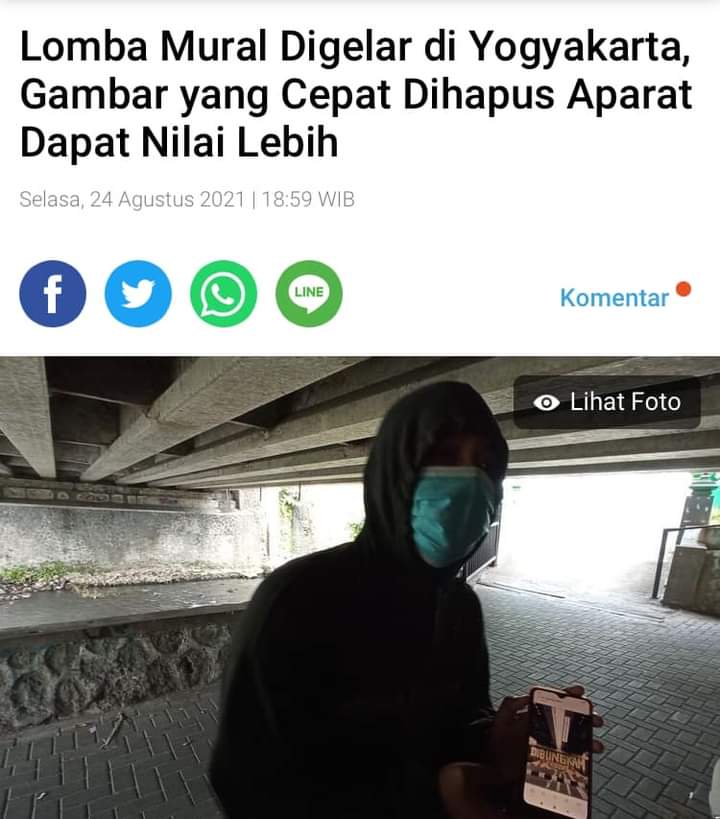 Lomba Mural Digelar di Yogyakarta,
Gambar yang Cepat Dihapus Aparat
Dapat Nilai Lebih
Selasa, 24 Agustus 2021 | 18:59 WIB
LINE
Komentar
Lihat Foto
DIBUNGKAM